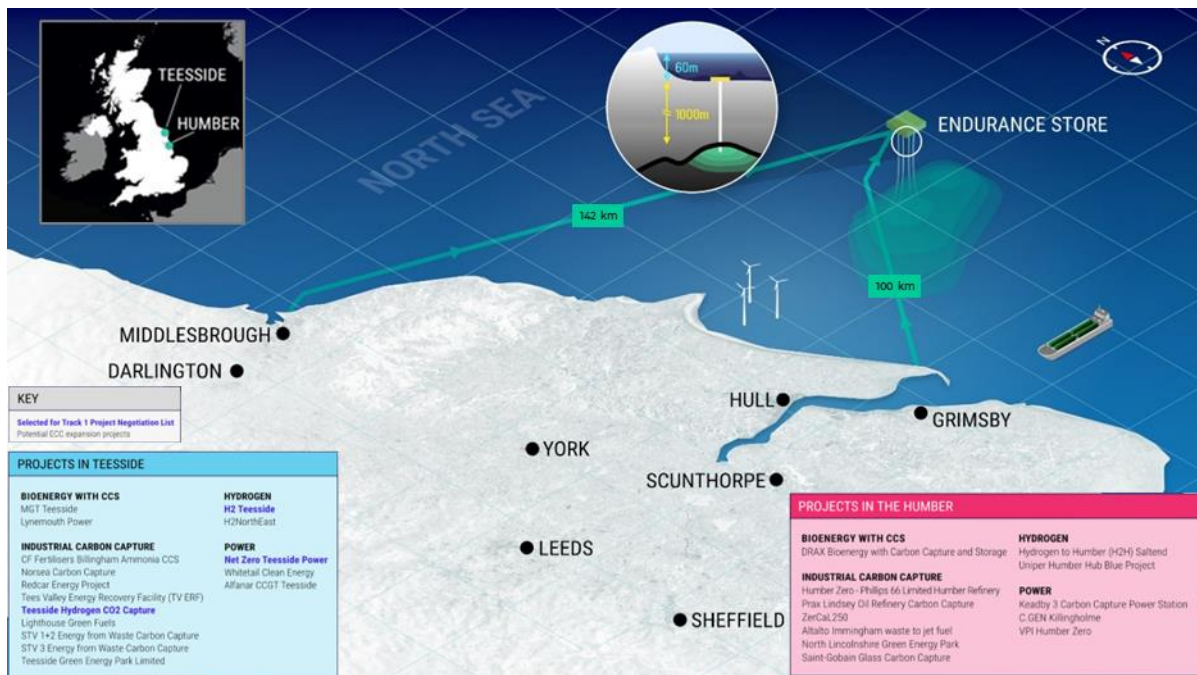 TEESSIDE
HUMBER
60m
1000m
N
ENDURANCE STORE
NORTH SEA
142 km
100 km
MIDDLESBROUGH
DARLINGTON
HULL
GRIMSBY
YORK
SCUNTHORPE
LEEDS
SHEFFIELD
KEY
Selected for Track 1 Project Negotiation List
Potential ECC expansion projects
PROJECTS IN TEESSIDE
BIOENERGY WITH CCS
MGT Teesside
Lynemouth Power
INDUSTRIAL CARBON CAPTURE
CF Fertilisers Billingham Ammonia CCS
Norsea Carbon Capture
Redcar Energy Project
Tees Valley Energy Recovery Facility (TV ERF)
Teesside Hydrogen CO2 Capture
Lighthouse Green Fuels
STV 1+2 Energy from Waste Carbon Capture
STV 3 Energy from Waste Carbon Capture
Teesside Green Energy Park Limited
HYDROGEN
H2 Teesside
H2NorthEast
POWER
Net Zero Teesside Power
Whitetail Clean Energy
Alfanar CCGT Teesside
PROJECTS IN THE HUMBER
BIOENERGY WITH CCS
DRAX Bioenergy with Carbon Capture and Storage
INDUSTRIAL CARBON CAPTURE
Humber Zero - Phillips 66 Limited Humber Refinery
Prax Lindsey Oil Refinery Carbon Capture
ZerCaL250
Altalto Immingham waste to jet fuel
North Lincolnshire Green Energy Park
Saint-Gobain Glass Carbon Capture
HYDROGEN
Hydrogen to Humber (H2H) Saltend
Uniper Humber Hub Blue Project
POWER
Keadby 3 Carbon Capture Power Station
C.GEN Killingholme
VPI Humber Zero